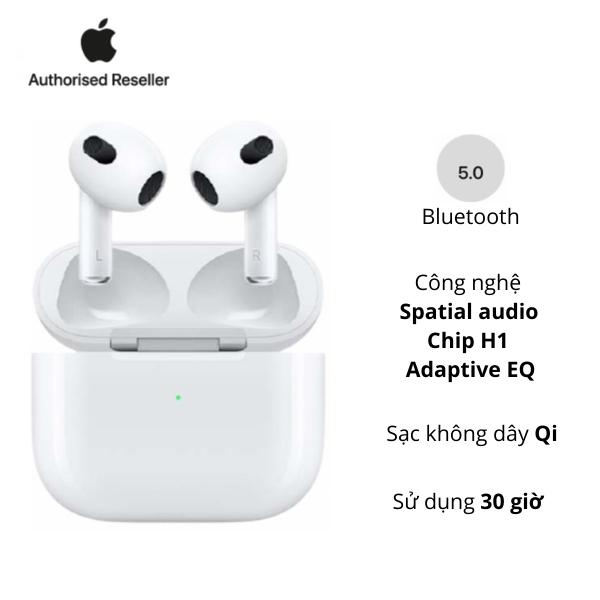 Authorised Reseller
5.0
Bluetooth
L
R
Công nghệ
Spatial audio
Chip H1
Adaptive EQ
Sạc không dây Qi
Sử dụng 30 giờ